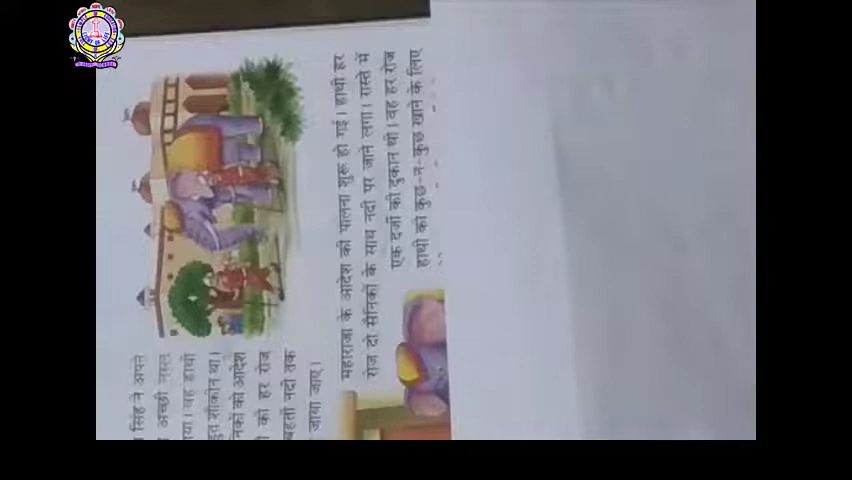 सिंह ने अपने
अच्छी नस्ल
गया। वह हाथी
शौकीन था।
को आदेश
को हर रोज़
बहती नदी तक
जाया जाए।
महाराजा के आदेश की पालना शुरू हो गई। हाथी हर
रोज़ दो सैनिकों के साथ नदी पर जाने लगा। रास्ते में
एक दर्जी की दुकान थी। वह हर रोज़
हाथी को कुछ-न-कुछ खाने के लिए